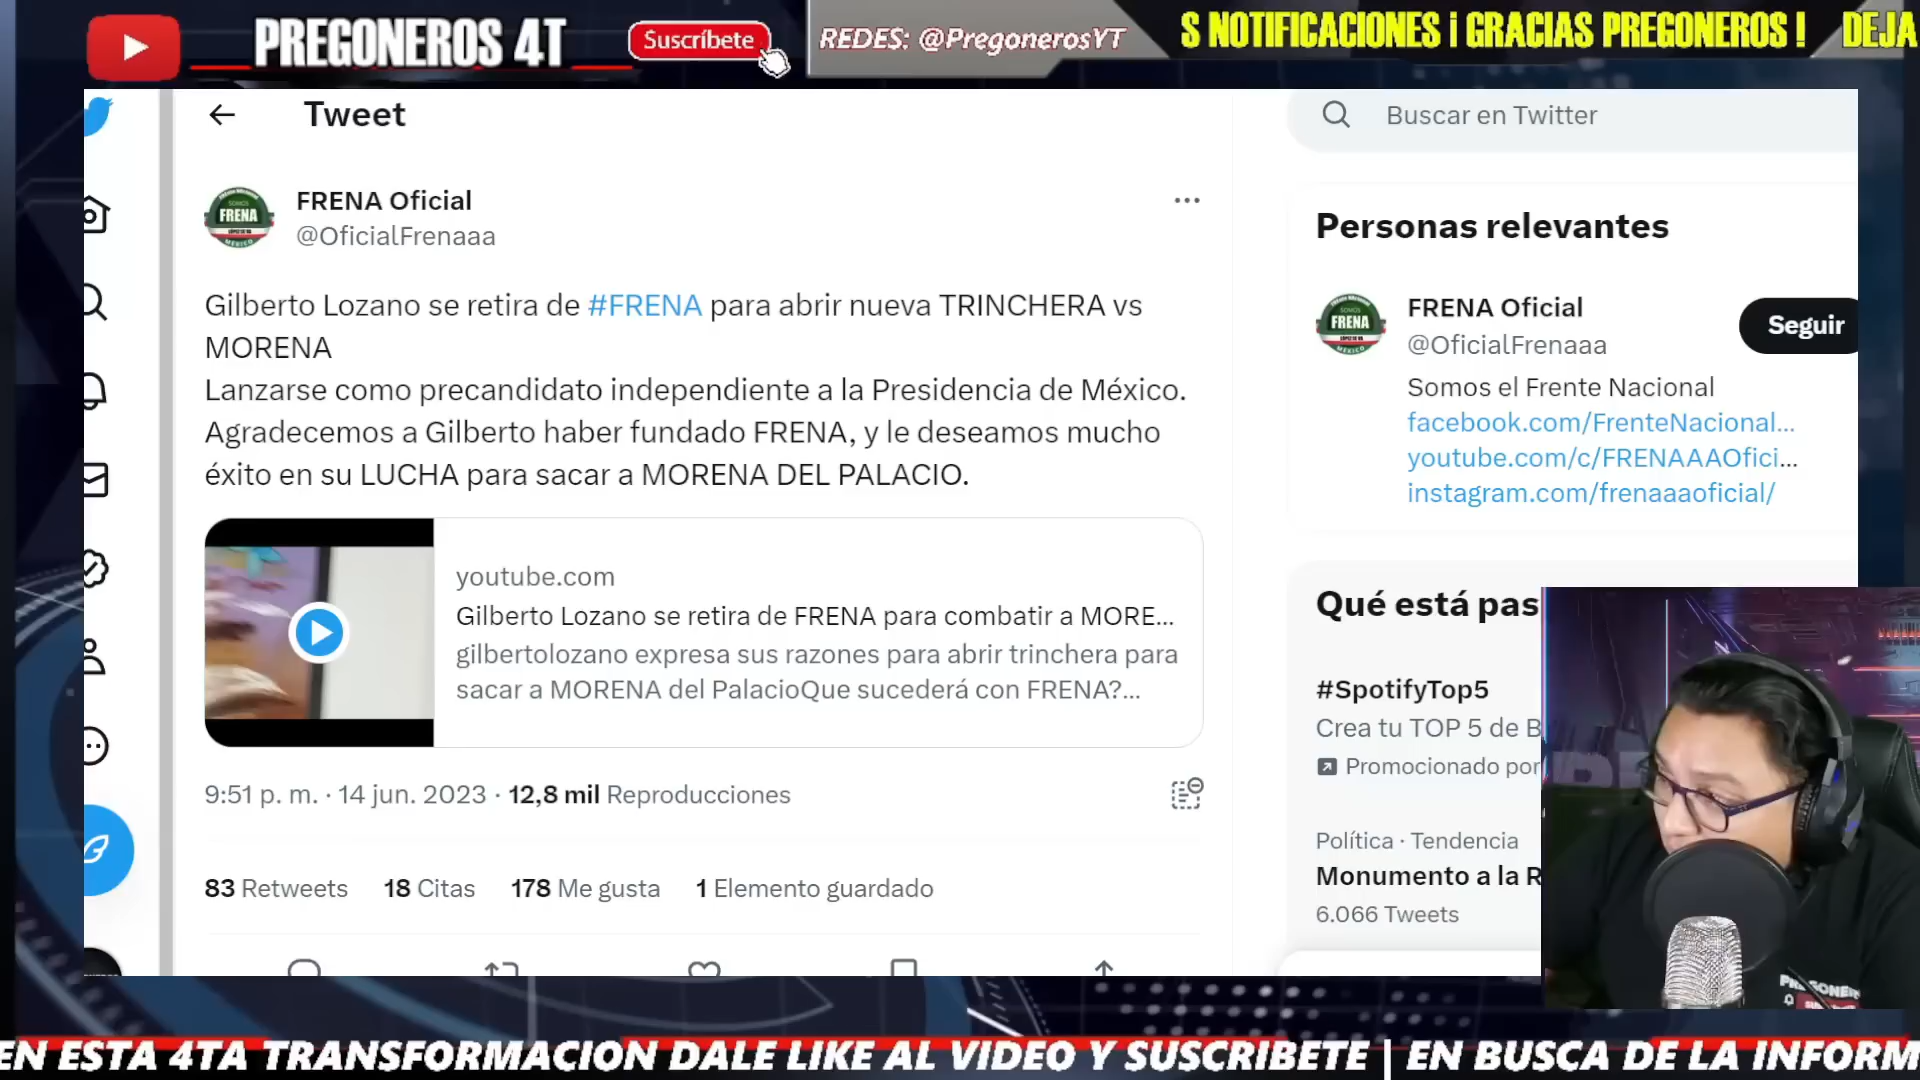 PREGONEROS 4T
Suscríbete
REDES: @PregonerosYT
S NOTIFICACIONES ¡ GRACIAS PREGONEROS ! DEJA
Tweet
Buscar en Twitter
FRENA Oficial
@OficialFrenaaa
Gilberto Lozano se retira de #FRENA para abrir nueva TRINCHERA vs
MORENA
Lanzarse como precandidato independiente a la Presidencia de México.
Agradecemos a Gilberto haber fundado FRENA, y le deseamos mucho
éxito en su LUCHA para sacar a MORENA DEL PALACIO.
youtube.com
Gilberto Lozano se retira de FRENA para combatir a MORE...
gilbertolozano expresa sus razones para abrir trinchera para
sacar a MORENA del PalacioQue sucederá con FRENA?...
9:51 p. m. · 14 jun. 2023 · 12,8 mil Reproducciones
83 Retweets 18 Citas 178 Me gusta 1 Elemento guardado
Personas relevantes
SOMOS
FRENA
MÉXICO
FRENA Oficial
@OficialFrenaaa
Seguir
Somos el Frente Nacional
facebook.com/FrenteNacional...
youtube.com/c/FRENAAAOfici...
instagram.com/frenaaaoficial/
Qué está pas
#SpotifyTop5
Crea tu TOP 5 de B
Promocionado por
Política · Tendencia
Monumento a la R
6.066 Tweets
EN ESTA 4TA TRANSFORMACION DALE LIKE AL VIDEO Y SUSCRIBETE | EN BUSCA DE LA INFORM